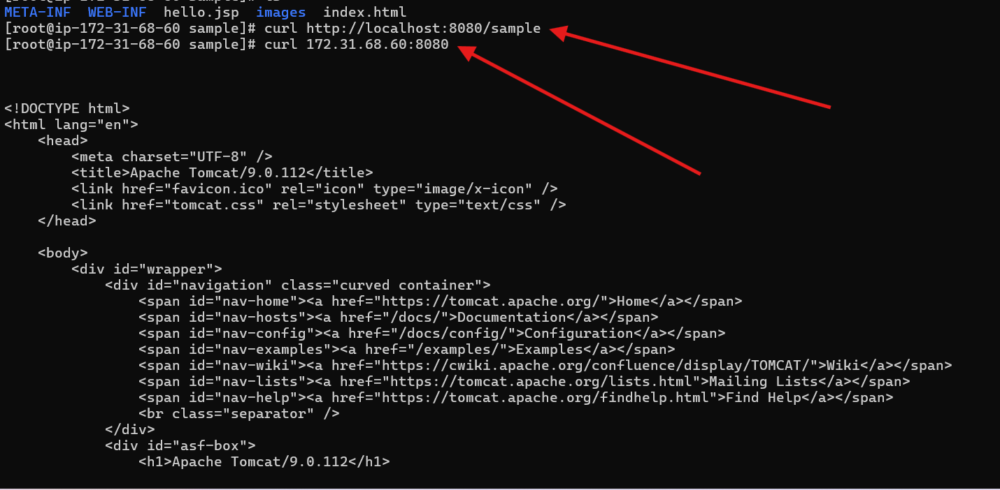 META-INF  WEB-INF  hello.jsp  images  index.html
[root@ip-172-31-68-60 sample]# curl http://localhost:8080/sample
[root@ip-172-31-68-60 sample]# curl 172.31.68.60:8080
<!DOCTYPE html>
<html lang="en">
    <head>
        <meta charset="UTF-8" />
        <title>Apache Tomcat/9.0.112</title>
        <link href="favicon.ico" rel="icon" type="image/x-icon" />
        <link href="tomcat.css" rel="stylesheet" type="text/css" />
    </head>
    <body>
        <div id="wrapper">
            <div id="navigation" class="curved container">
                <span id="nav-home"><a href="https://tomcat.apache.org/">Home</a></span>
                <span id="nav-hosts"><a href="/docs/">Documentation</a></span>
                <span id="nav-config"><a href="/docs/config/">Configuration</a></span>
                <span id="nav-examples"><a href="/examples/">Examples</a></span>
                <span id="nav-wiki"><a href="https://cwiki.apache.org/confluence/display/TOMCAT/">Wiki</a></span>
                <span id="nav-lists"><a href="https://tomcat.apache.org/lists.html">Mailing Lists</a></span>
                <span id="nav-help"><a href="https://tomcat.apache.org/findhelp.html">Find Help</a></span>
                <br class="separator" />
            </div>
            <div id="asf-box">
                <h1>Apache Tomcat/9.0.112</h1>